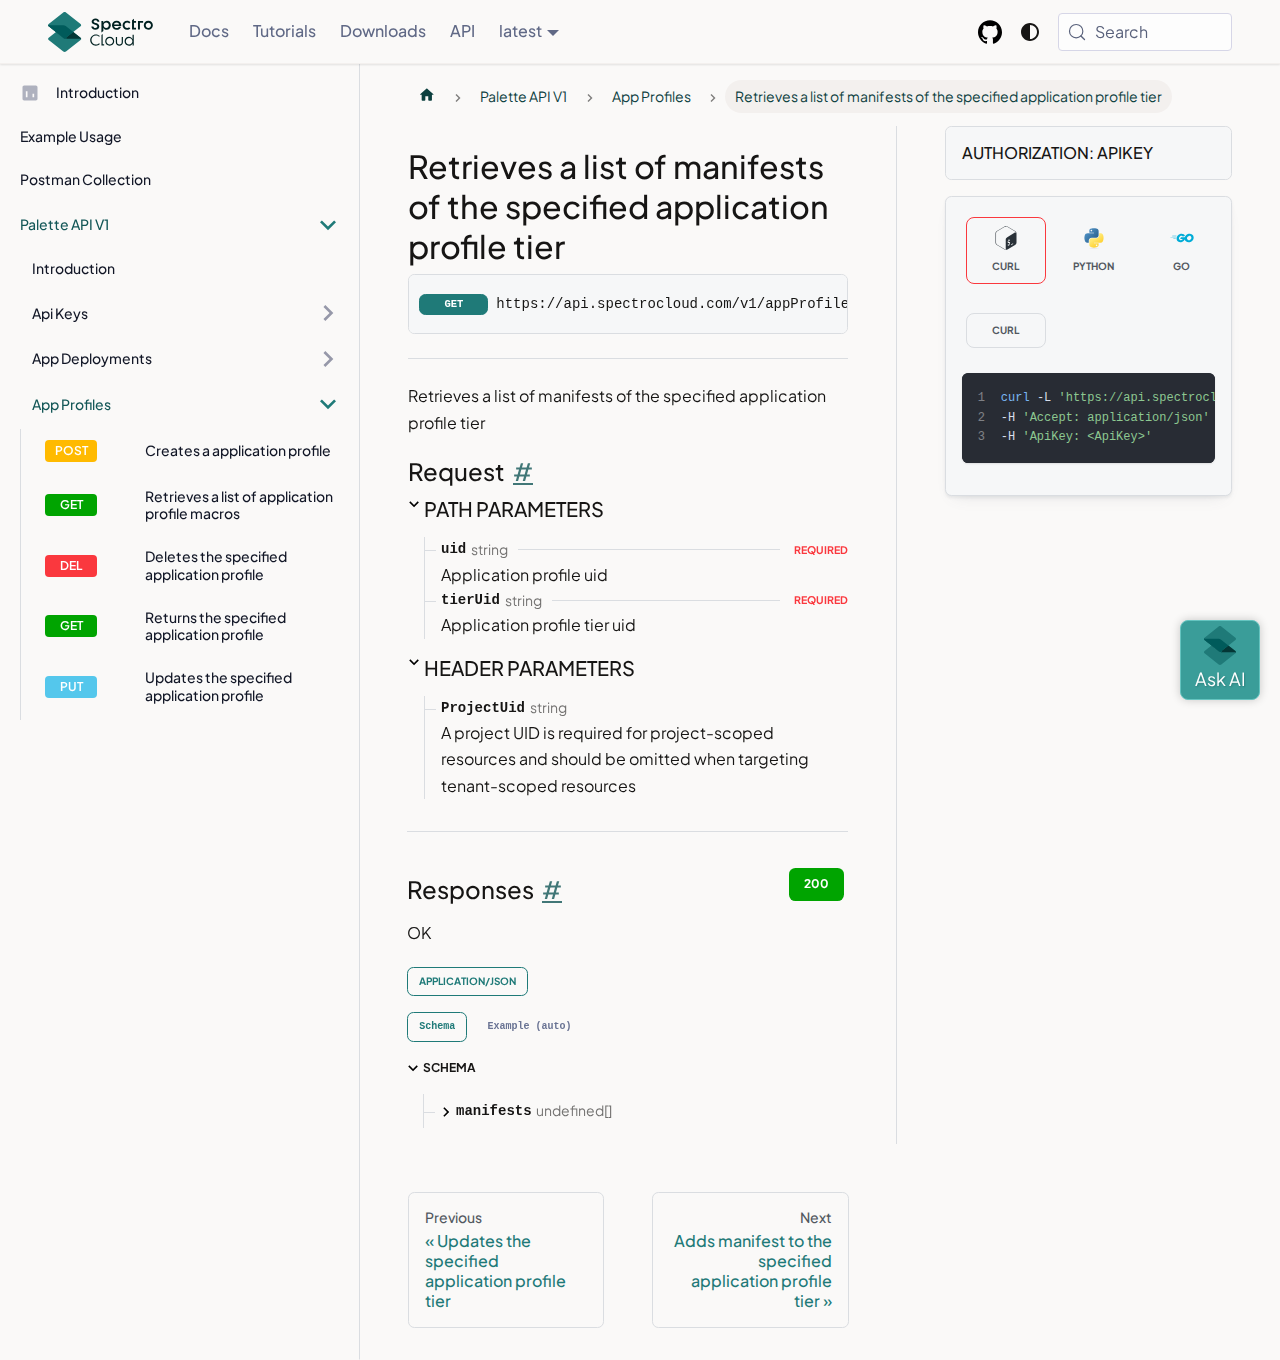 Spectro Cloud
Docs
Tutorials
Downloads
API
latest
Search
Introduction
Example Usage
Postman Collection
Palette API V1
Introduction
Api Keys
App Deployments
App Profiles
POST Creates a application profile
GET Retrieves a list of application
profile macros
DEL Deletes the specified
application profile
GET Returns the specified
application profile
PUT Updates the specified
application profile
Palette API V1
App Profiles
Retrieves a list of manifests of the specified application profile tier
Retrieves a list of manifests
of the specified application
profile tier
GET https://api.spectrocloud.com/v1/appProfile
Retrieves a list of manifests of the specified application
profile tier
Request #
PATH PARAMETERS
uid string REQUIRED
Application profile uid
tierUid string REQUIRED
Application profile tier uid
HEADER PARAMETERS
ProjectUid string
A project UID is required for project-scoped
resources and should be omitted when targeting
tenant-scoped resources
Responses #
200
OK
APPLICATION/JSON
Schema
Example (auto)
SCHEMA
manifests undefined[]
Previous
« Updates the
specified
application profile
tier
Next
Adds manifest to the
specified
application profile
tier »
AUTHORIZATION: APIKEY
CURL
PYTHON
GO
CURL
1 curl -L 'https://api.spectrocl
2 -H 'Accept: application/json'
3 -H 'ApiKey: <ApiKey>'
Ask AI